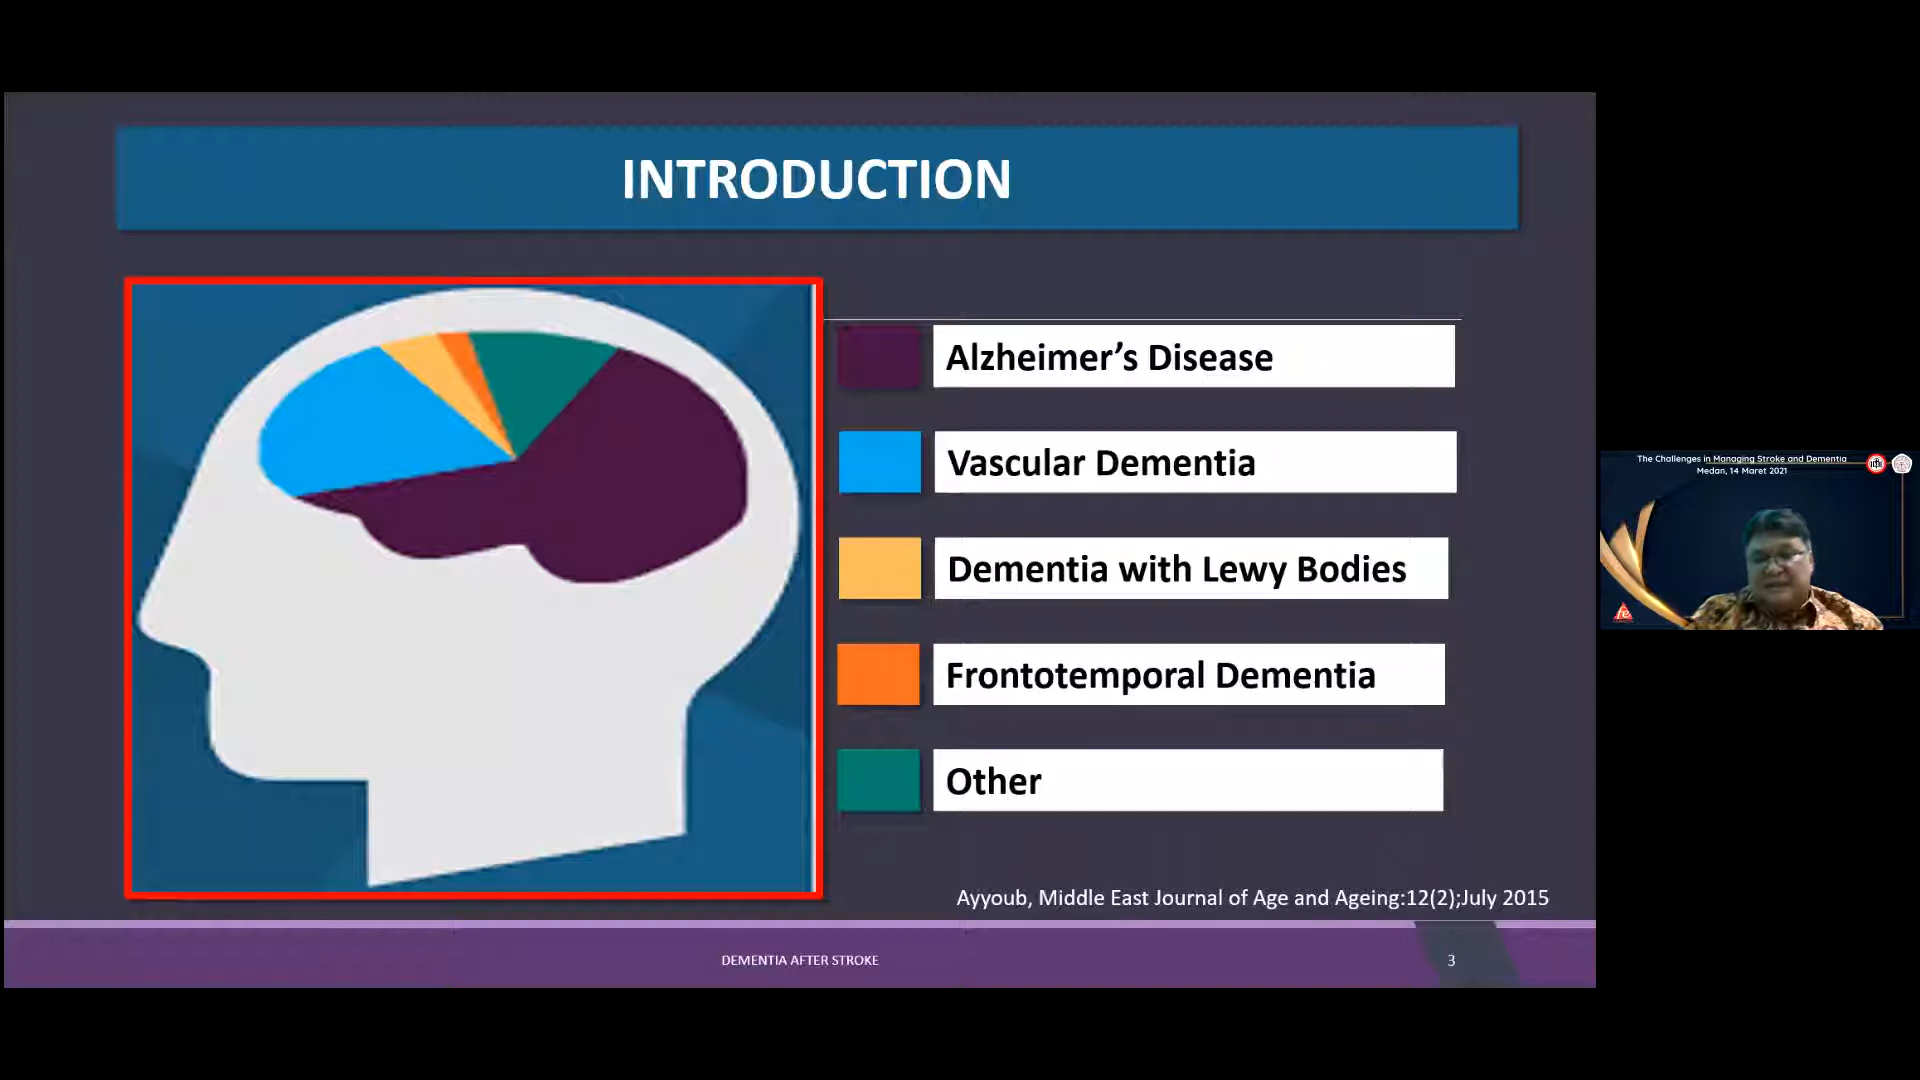 INTRODUCTION
Alzheimer’s Disease
Vascular Dementia
Dementia with Lewy Bodies
Frontotemporal Dementia
Other
Ayyoub, Middle East Journal of Age and Ageing:12(2);July 2015
DEMENTIA AFTER STROKE
3
The Challenges in Managing Stroke and Dementia
Medan, 14 Maret 2021